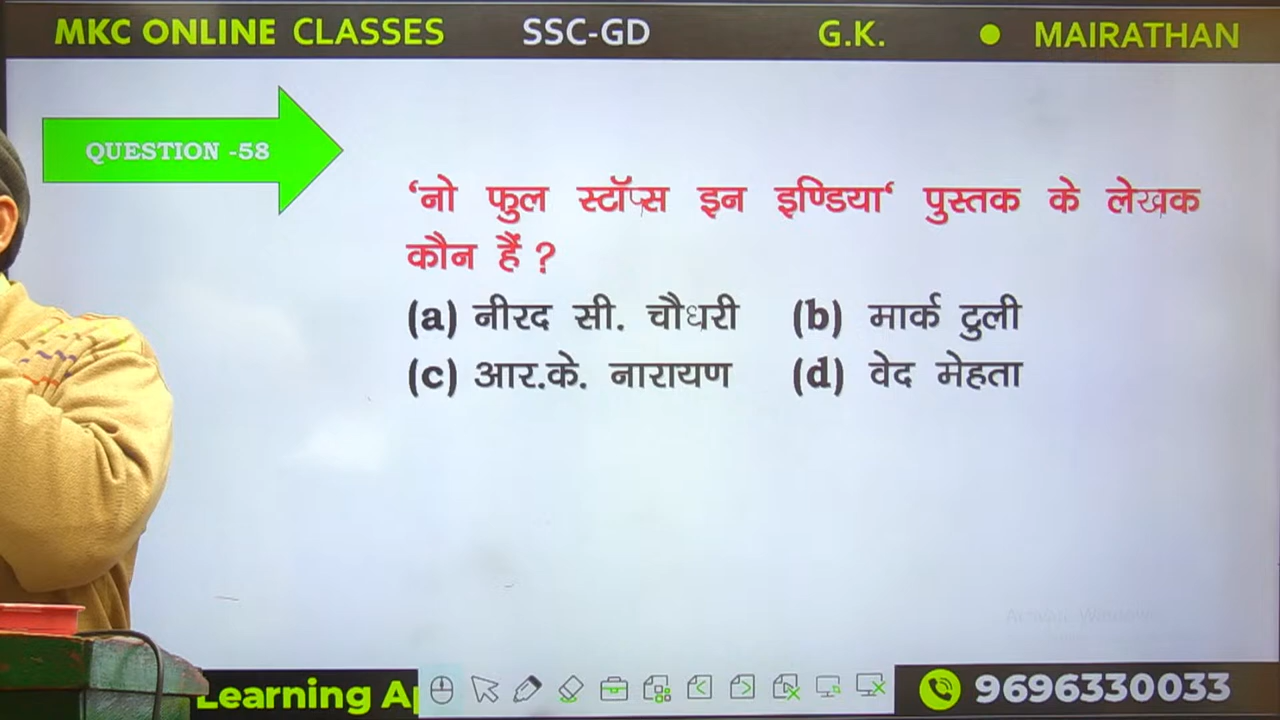 MKC ONLINE CLASSES SSC-GD G.K. ● MAIRATHAN
QUESTION -58
‘नो फुल स्टॉप्स इन इण्डिया‘ पुस्तक के लेखक
कौन हैं ?
(a) नीरद सी. चौधरी (b) मार्क टुली
(c) आर.के. नारायण (d) वेद मेहता
Learning Ap 9696330033